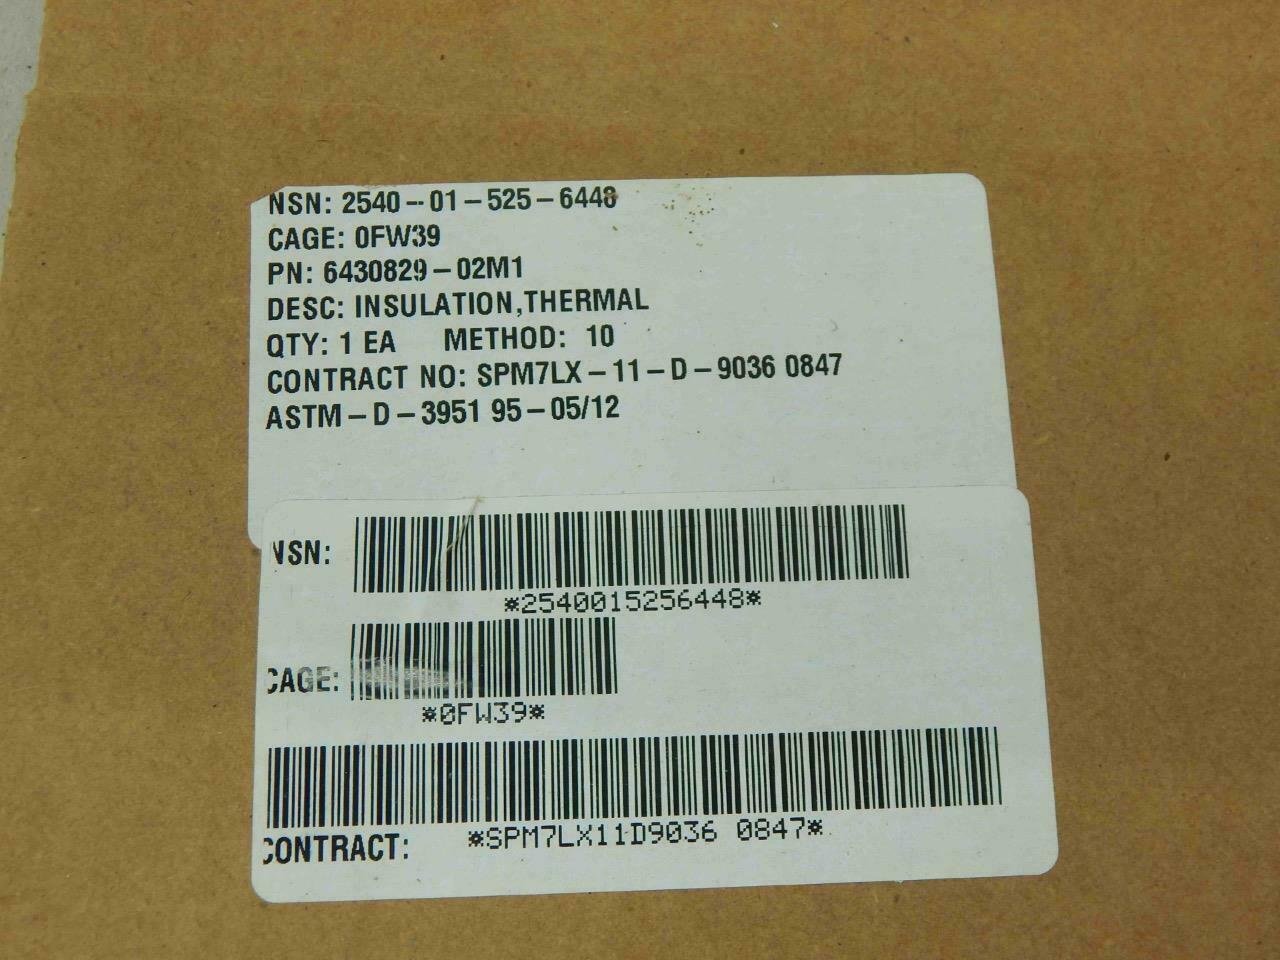 NSN: 2540-01-525-6448
CAGE: 0FW39
PN: 6430829-02M1
DESC: INSULATION,THERMAL
QTY: 1 EA METHOD: 10
CONTRACT NO: SPM7LX-11-D-9036 0847
ASTM-D-3951 95-05/12
NSN:
*2540015256448*
CAGE:
*0FW39*
CONTRACT: *SPM7LX11D9036 0847*